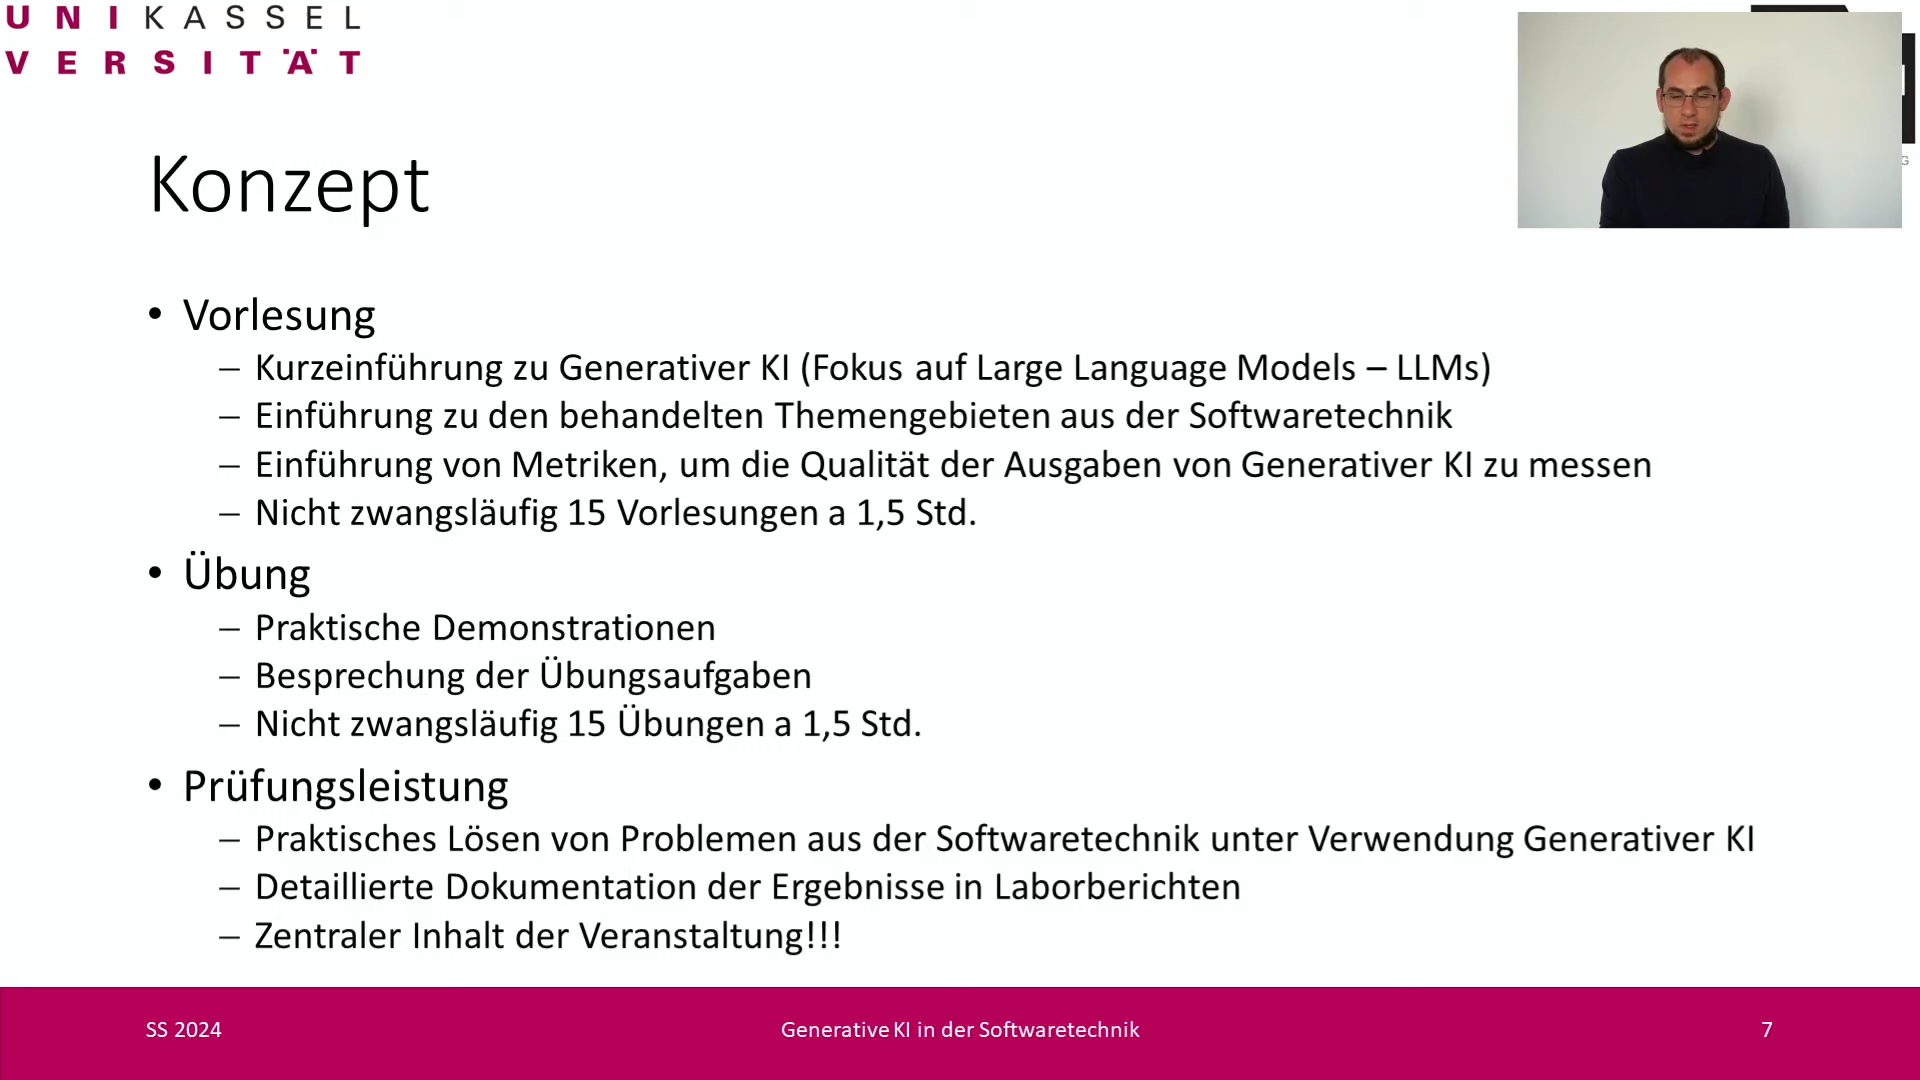 UNIKASSEL
VERSITÄT
Konzept
• Vorlesung
– Kurzeinführung zu Generativer KI (Fokus auf Large Language Models – LLMs)
– Einführung zu den behandelten Themengebieten aus der Softwaretechnik
– Einführung von Metriken, um die Qualität der Ausgaben von Generativer KI zu messen
– Nicht zwangsläufig 15 Vorlesungen a 1,5 Std.
• Übung
– Praktische Demonstrationen
– Besprechung der Übungsaufgaben
– Nicht zwangsläufig 15 Übungen a 1,5 Std.
• Prüfungsleistung
– Praktisches Lösen von Problemen aus der Softwaretechnik unter Verwendung Generativer KI
– Detaillierte Dokumentation der Ergebnisse in Laborberichten
– Zentraler Inhalt der Veranstaltung!!!
SS 2024
Generative KI in der Softwaretechnik
7